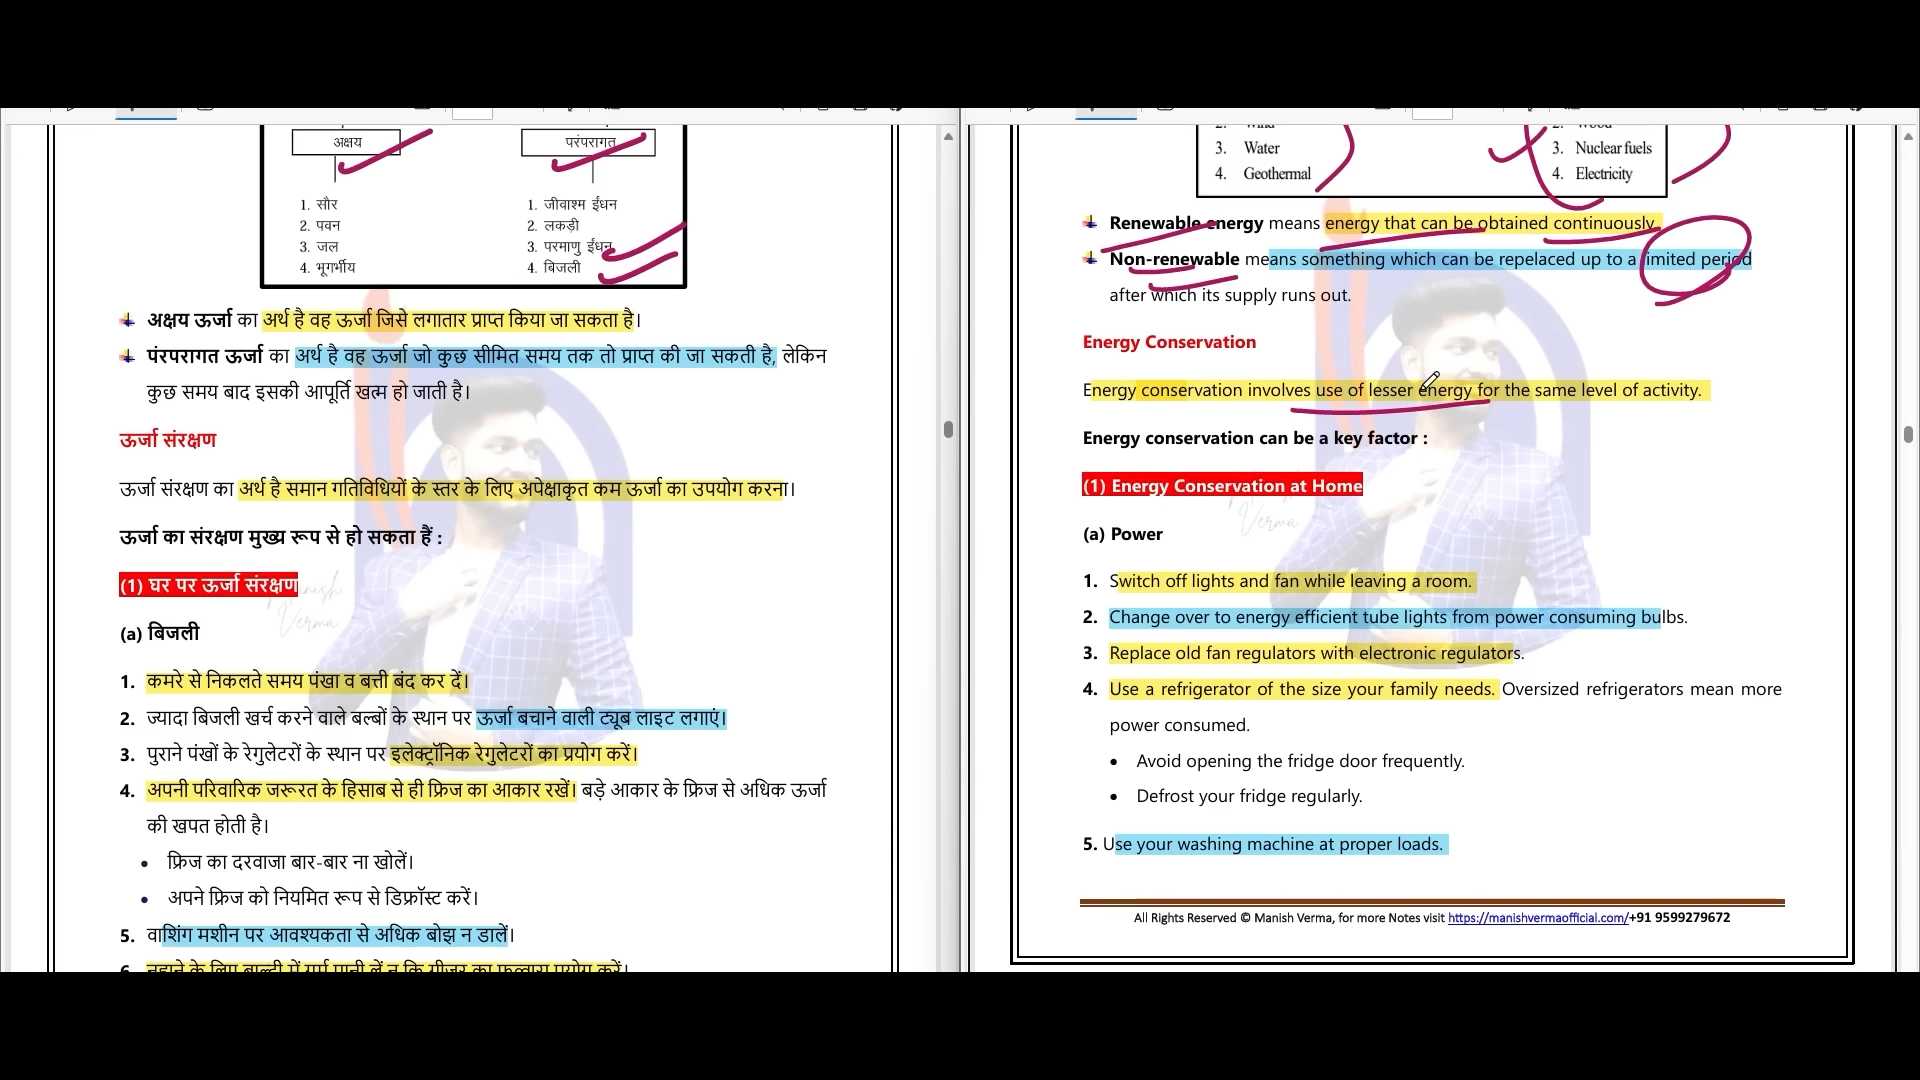 अक्षय
परंपरागत
1. सौर
2. पवन
3. जल
4. भूगर्भीय
1. जीवाश्म ईंधन
2. लकड़ी
3. परमाणु ईंधन
4. बिजली
अक्षय ऊर्जा का अर्थ है वह ऊर्जा जिसे लगातार प्राप्त किया जा सकता है।
पंरपरागत ऊर्जा का अर्थ है वह ऊर्जा जो कुछ सीमित समय तक तो प्राप्त की जा सकती है, लेकिन
कुछ समय बाद इसकी आपूर्ति खत्म हो जाती है।
ऊर्जा संरक्षण
ऊर्जा संरक्षण का अर्थ है समान गतिविधियों के स्तर के लिए अपेक्षाकृत कम ऊर्जा का उपयोग करना।
ऊर्जा का संरक्षण मुख्य रूप से हो सकता हैं :
(1) घर पर ऊर्जा संरक्षण
(a) बिजली
1. कमरे से निकलते समय पंखा व बत्ती बंद कर दें।
2. ज्यादा बिजली खर्च करने वाले बल्बों के स्थान पर ऊर्जा बचाने वाली ट्यूब लाइट लगाएं।
3. पुराने पंखों के रेगुलेटरों के स्थान पर इलेक्ट्रॉनिक रेगुलेटरों का प्रयोग करें।
4. अपनी परिवारिक जरूरत के हिसाब से ही फ्रिज का आकार रखें। बड़े आकार के फ्रिज से अधिक ऊर्जा
की खपत होती है।
• फ्रिज का दरवाजा बार-बार ना खोलें।
• अपने फ्रिज को नियमित रूप से डिफ्रॉस्ट करें।
5. वाशिंग मशीन पर आवश्यकता से अधिक बोझ न डालें।
6. नहाने के लिए बाल्टी में गर्म पानी लें न कि गीजर का फव्वारा प्रयोग करें।
2. Wind
3. Water
4. Geothermal
2. Wood
3. Nuclear fuels
4. Electricity
Renewable energy means energy that can be obtained continuously.
Non-renewable means something which can be repelaced up to a limited period
after which its supply runs out.
Energy Conservation
Energy conservation involves use of lesser energy for the same level of activity.
Energy conservation can be a key factor :
(1) Energy Conservation at Home
(a) Power
1. Switch off lights and fan while leaving a room.
2. Change over to energy efficient tube lights from power consuming bulbs.
3. Replace old fan regulators with electronic regulators.
4. Use a refrigerator of the size your family needs. Oversized refrigerators mean more
power consumed.
• Avoid opening the fridge door frequently.
• Defrost your fridge regularly.
5. Use your washing machine at proper loads.
All Rights Reserved © Manish Verma, for more Notes visit https://manishvermaofficial.com/+91 9599279672